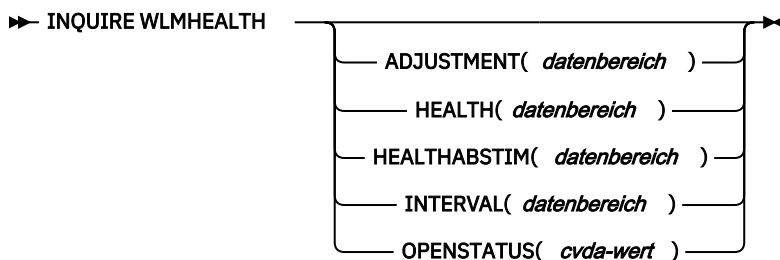 INQUIRE WLMHEALTH
ADJUSTMENT( datenbereich )
HEALTH( datenbereich )
HEALTHABSTIM( datenbereich )
INTERVAL( datenbereich )
OPENSTATUS( cvda-wert )